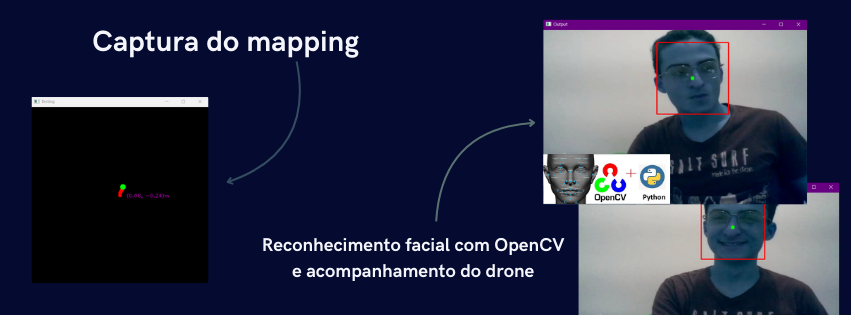 Captura do mapping
Output
(0.00, -0.24)m
OpenCV
Python
SALT SURF
Reconhecimento facial com OpenCV
e acompanhamento do drone